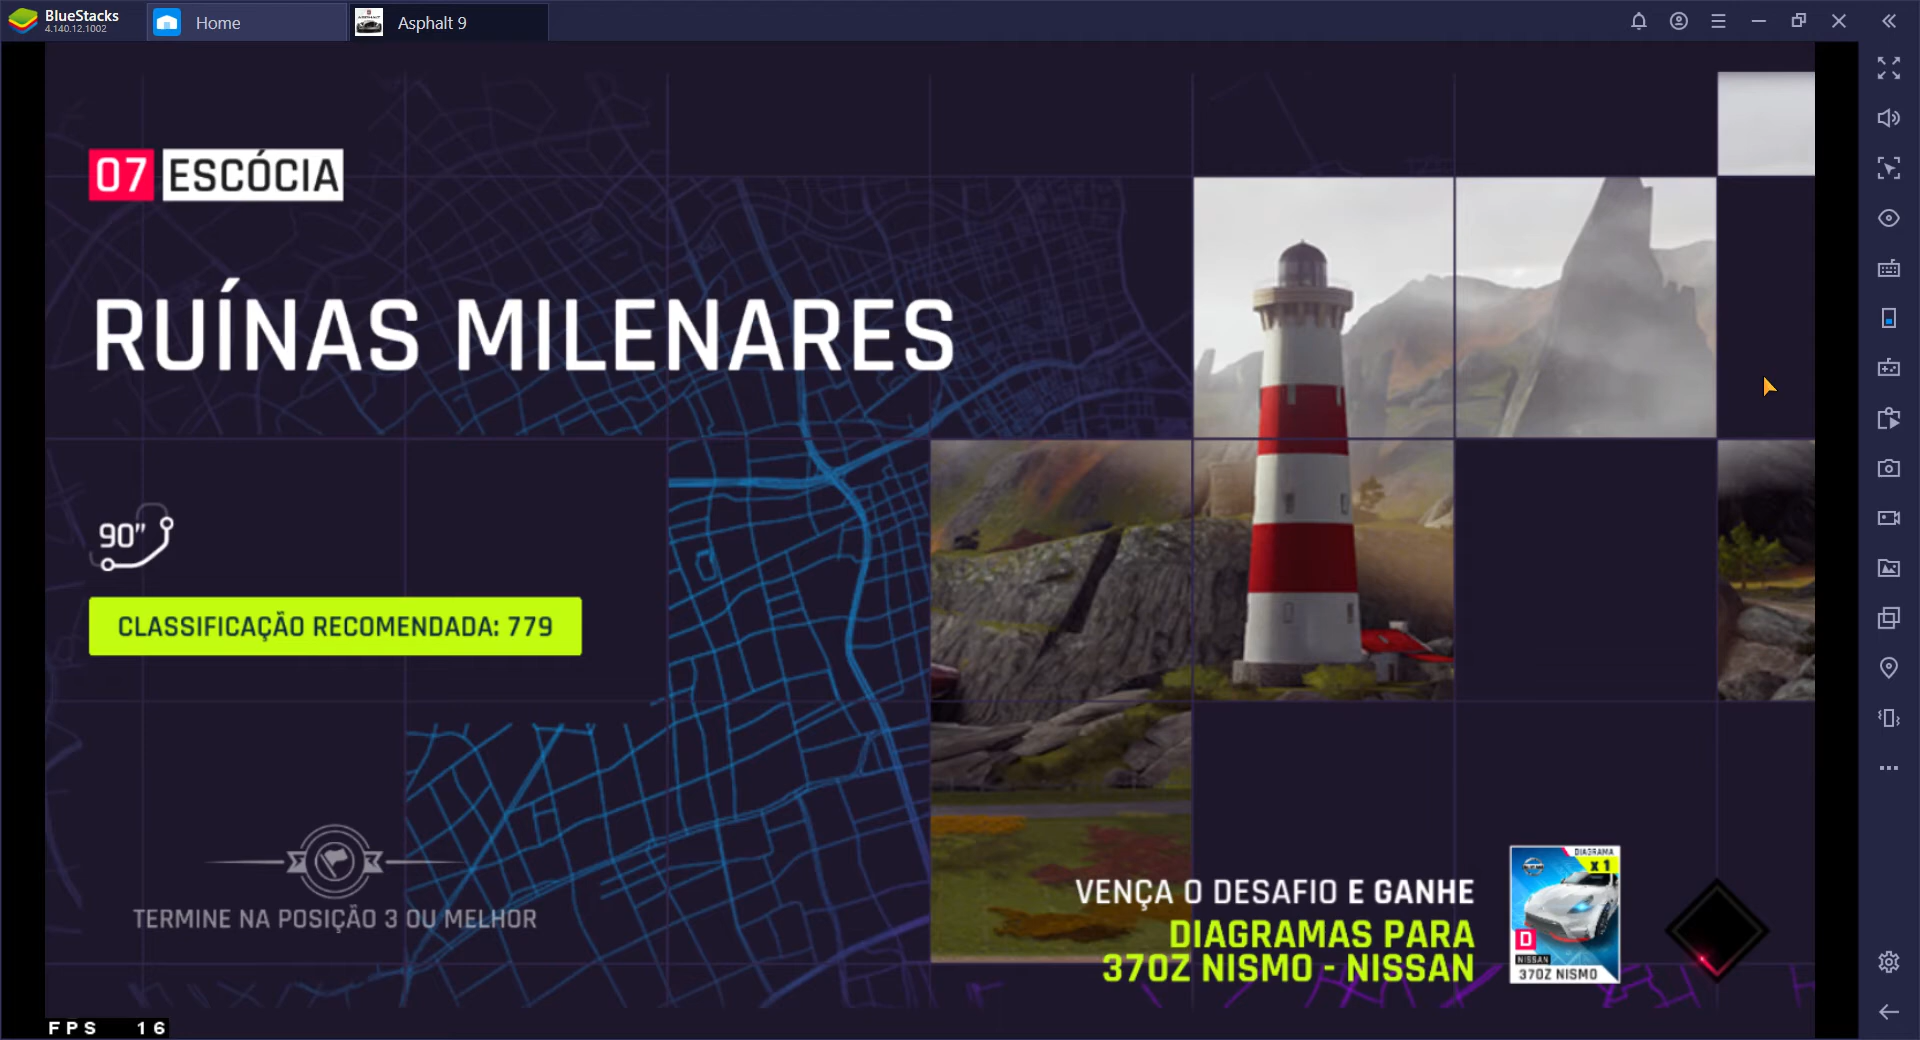 BlueStacks
4.140.12.1002
Home
Asphalt 9
07 ESCÓCIA
RUÍNAS MILENARES
90"
CLASSIFICAÇÃO RECOMENDADA: 779
TERMINE NA POSIÇÃO 3 OU MELHOR
VENÇA O DESAFIO E GANHE
DIAGRAMAS PARA
370Z NISMO - NISSAN
DIAGRAMA
X 1
D
NISSAN
370Z NISMO
FPS 16